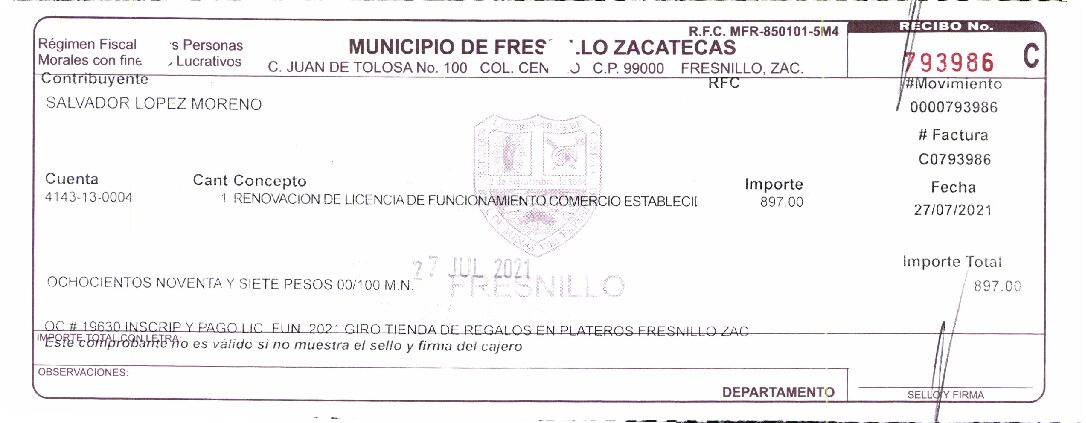 R.F.C. MFR-850101-5M4
RECIBO No.
Régimen Fiscal Personas
Morales con Lucrativos
MUNICIPIO DE FRES LO ZACATECAS
C. JUAN DE TOLOSA No. 100 COL. CEN O C.P. 99000 FRESNILLO, ZAC.
793986 C
Contribuyente
RFC
#Movimiento
SALVADOR LOPEZ MORENO
0000793986
# Factura
C0793986
Cuenta Cant Concepto Importe
Fecha
4143-13-0004 1 RENOVACION DE LICENCIA DE FUNCIONAMIENTO COMERCIO ESTABLECI 897.00
27/07/2021
27 JUL 2021
Importe Total
OCHOCIENTOS NOVENTA Y SIETE PESOS 00/100 M.N.
FRESNILLO
897.00
OC # 19630 INSCRIP Y PAGO LIC. FUN. 2021 GIRO TIENDA DE REGALOS EN PLATEROS FRESNILLO ZAC
IMPORTE TOTAL CON LETRA
Este comprobante no es válido si no muestra el sello y firma del cajero
OBSERVACIONES:
DEPARTAMENTO
SELLO Y FIRMA